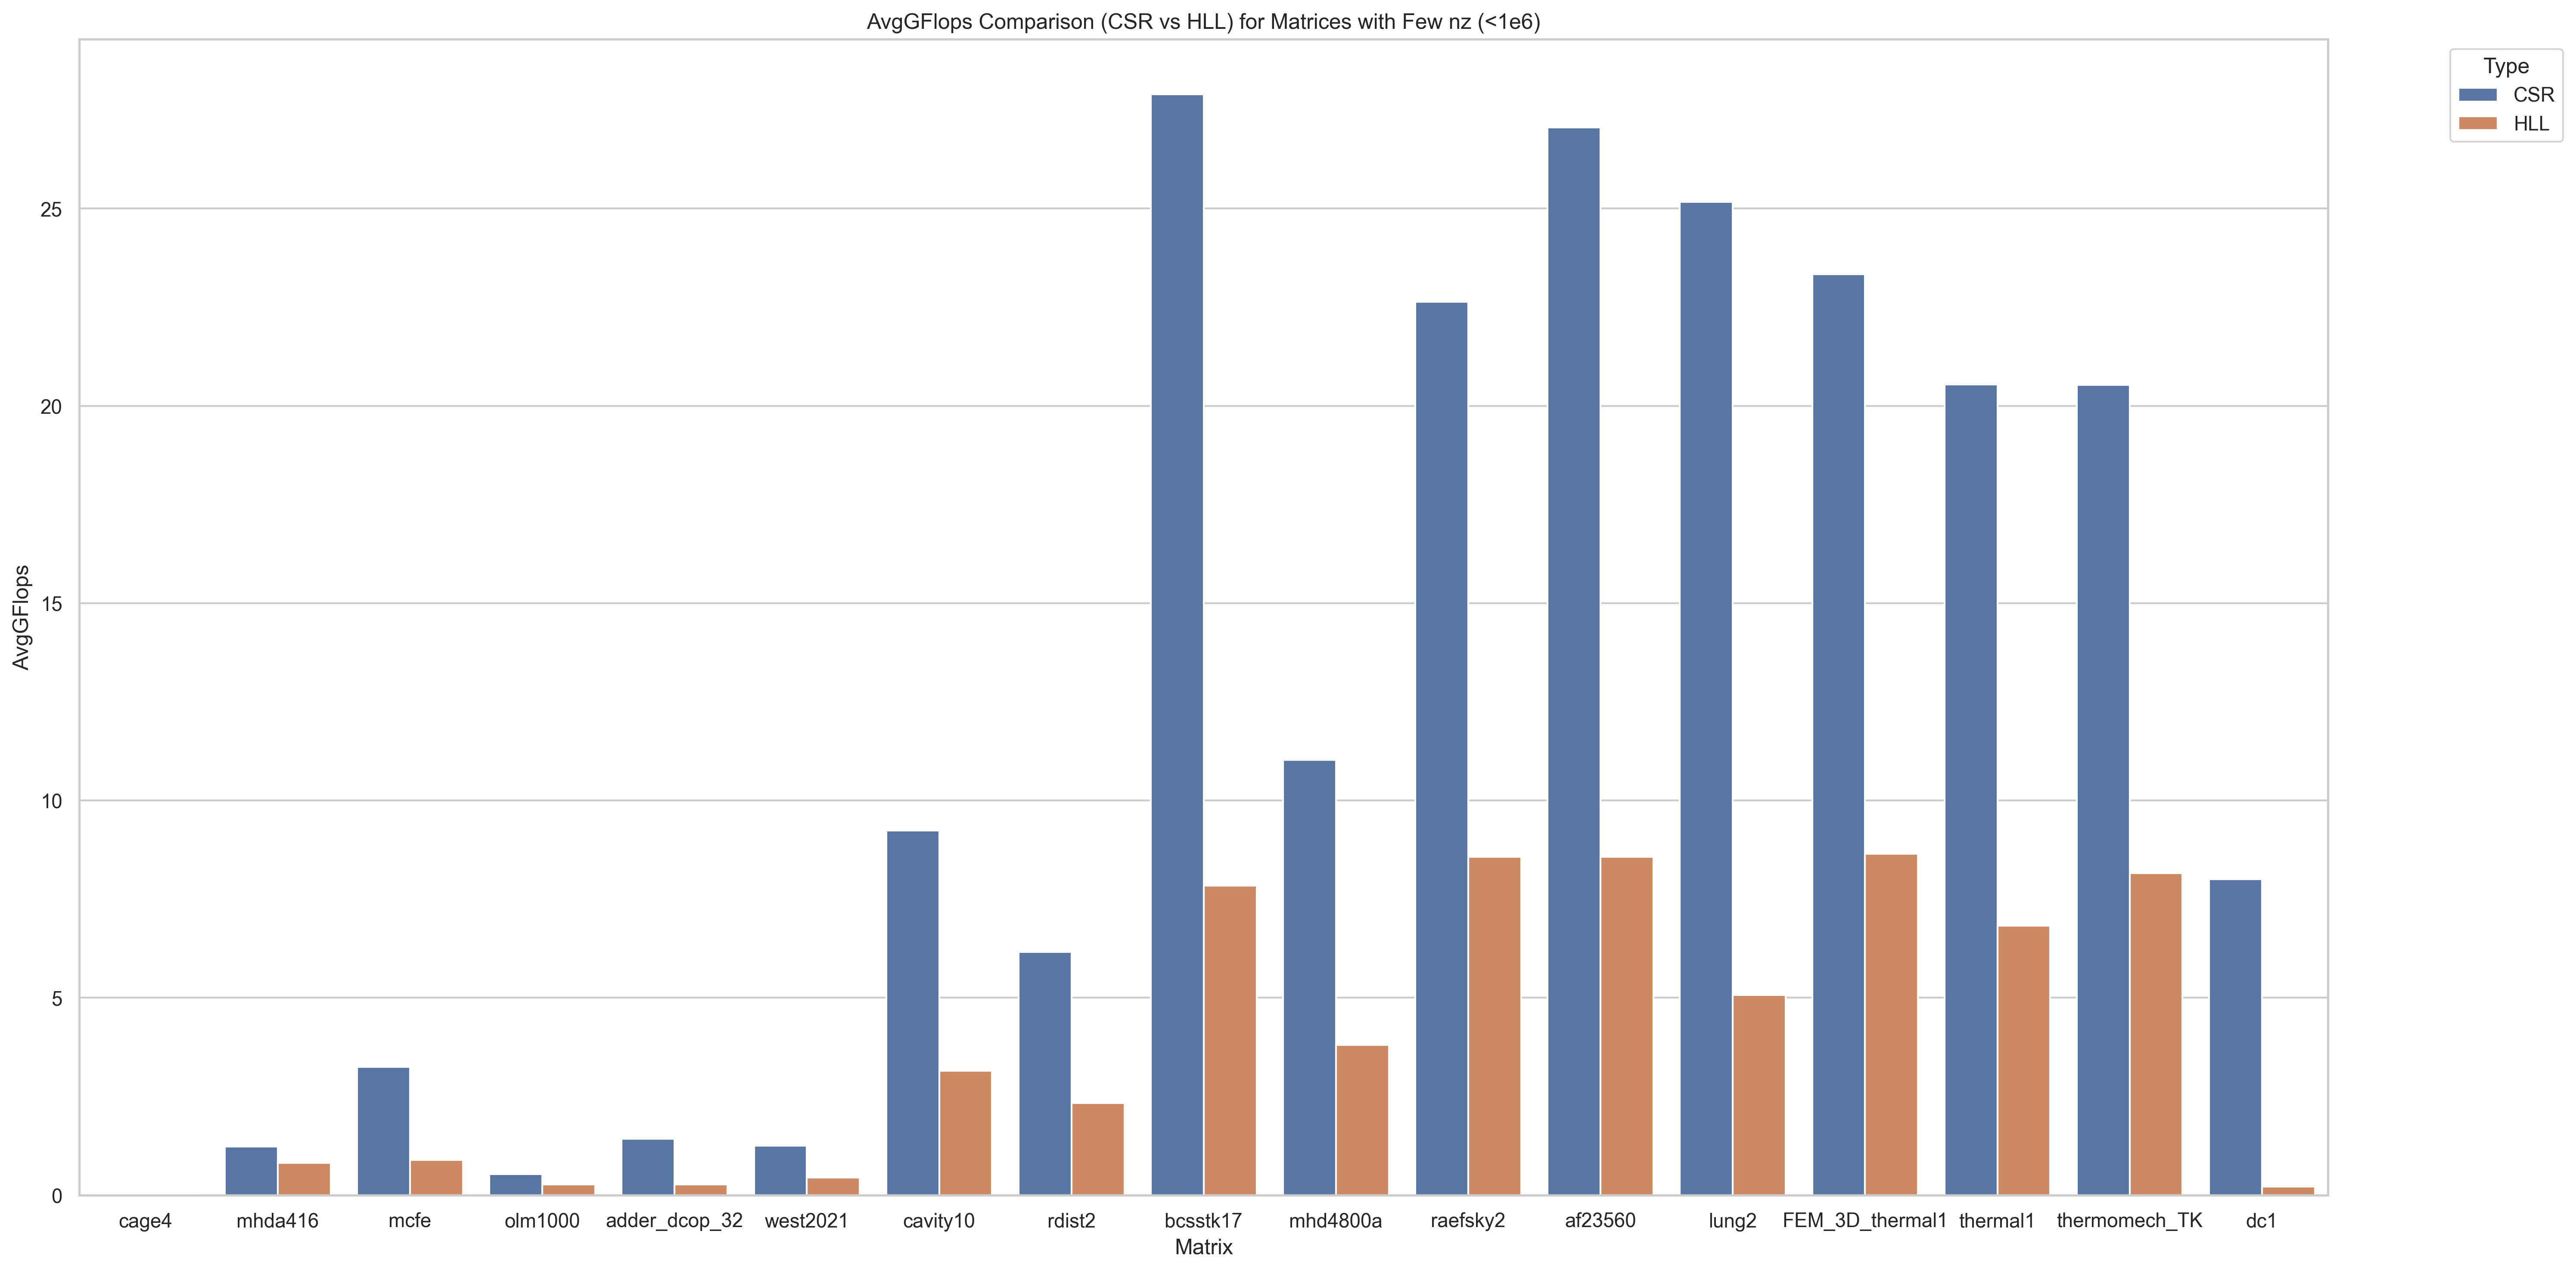 AvgGFlops Comparison (CSR vs HLL) for Matrices with Few nz (<1e6)
Type
CSR
HLL
25
20
15
10
5
0
AvgGFlops
cage4 mhda416 mcfe olm1000 adder_dcop_32 west2021 cavity10 rdist2 bcsstk17 mhd4800a raefsky2 af23560 lung2 FEM_3D_thermal1 thermal1 thermomech_TK dc1
Matrix